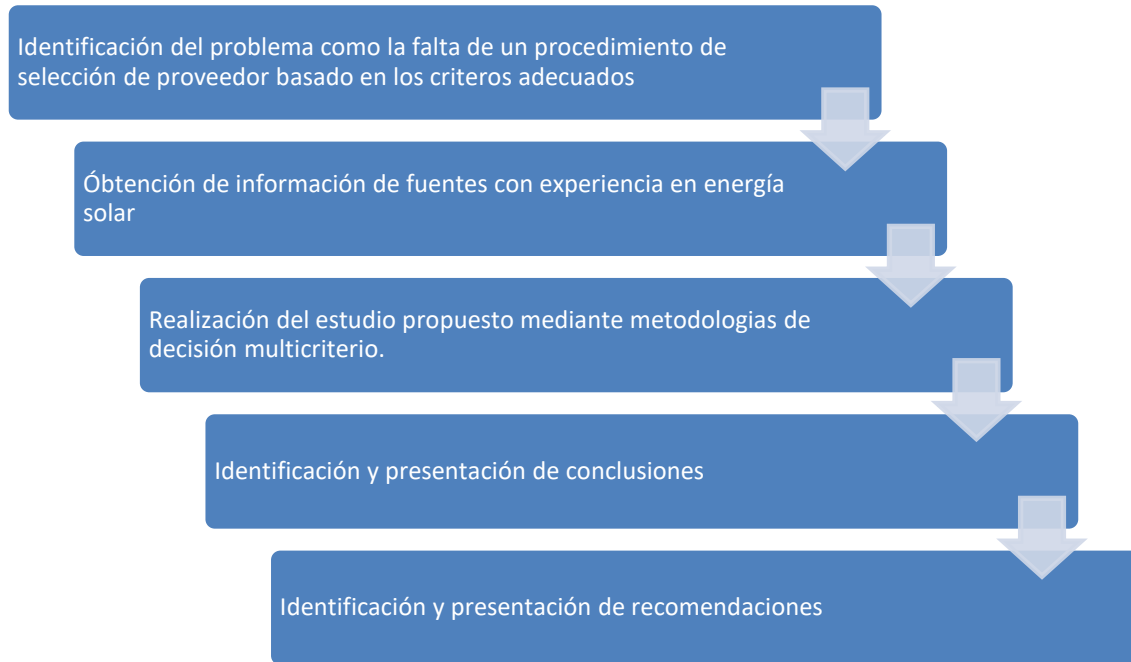 Identificación del problema como la falta de un procedimiento de
selección de proveedor basado en los criteros adecuados
Óbtención de información de fuentes con experiencia en energía
solar
Realización del estudio propuesto mediante metodologias de
decisión multicriterio.
Identificación y presentación de conclusiones
Identificación y presentación de recomendaciones